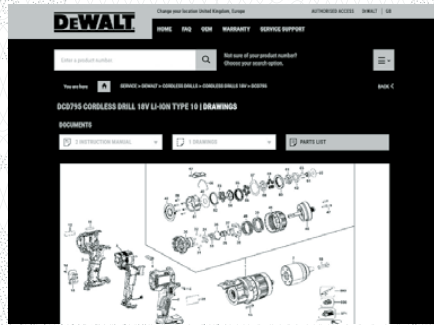 DEWALT
Change your location United Kingdom, Europe
AUTHORISED ACCESS DEWALT | GB
HOME FAQ OEM WARRANTY SERVICE SUPPORT
Enter a product number
Not sure of your product number?
Choose your search option.
You are here
SERVICE > DEWALT > CORDLESS DRILLS > CORDLESS DRILLS 18V > DCD795
BACK
DCD795 CORDLESS DRILL 18V LI-ION TYPE 10 | DRAWINGS
DOCUMENTS
2 INSTRUCTION MANUAL
1 DRAWINGS
PARTS LIST